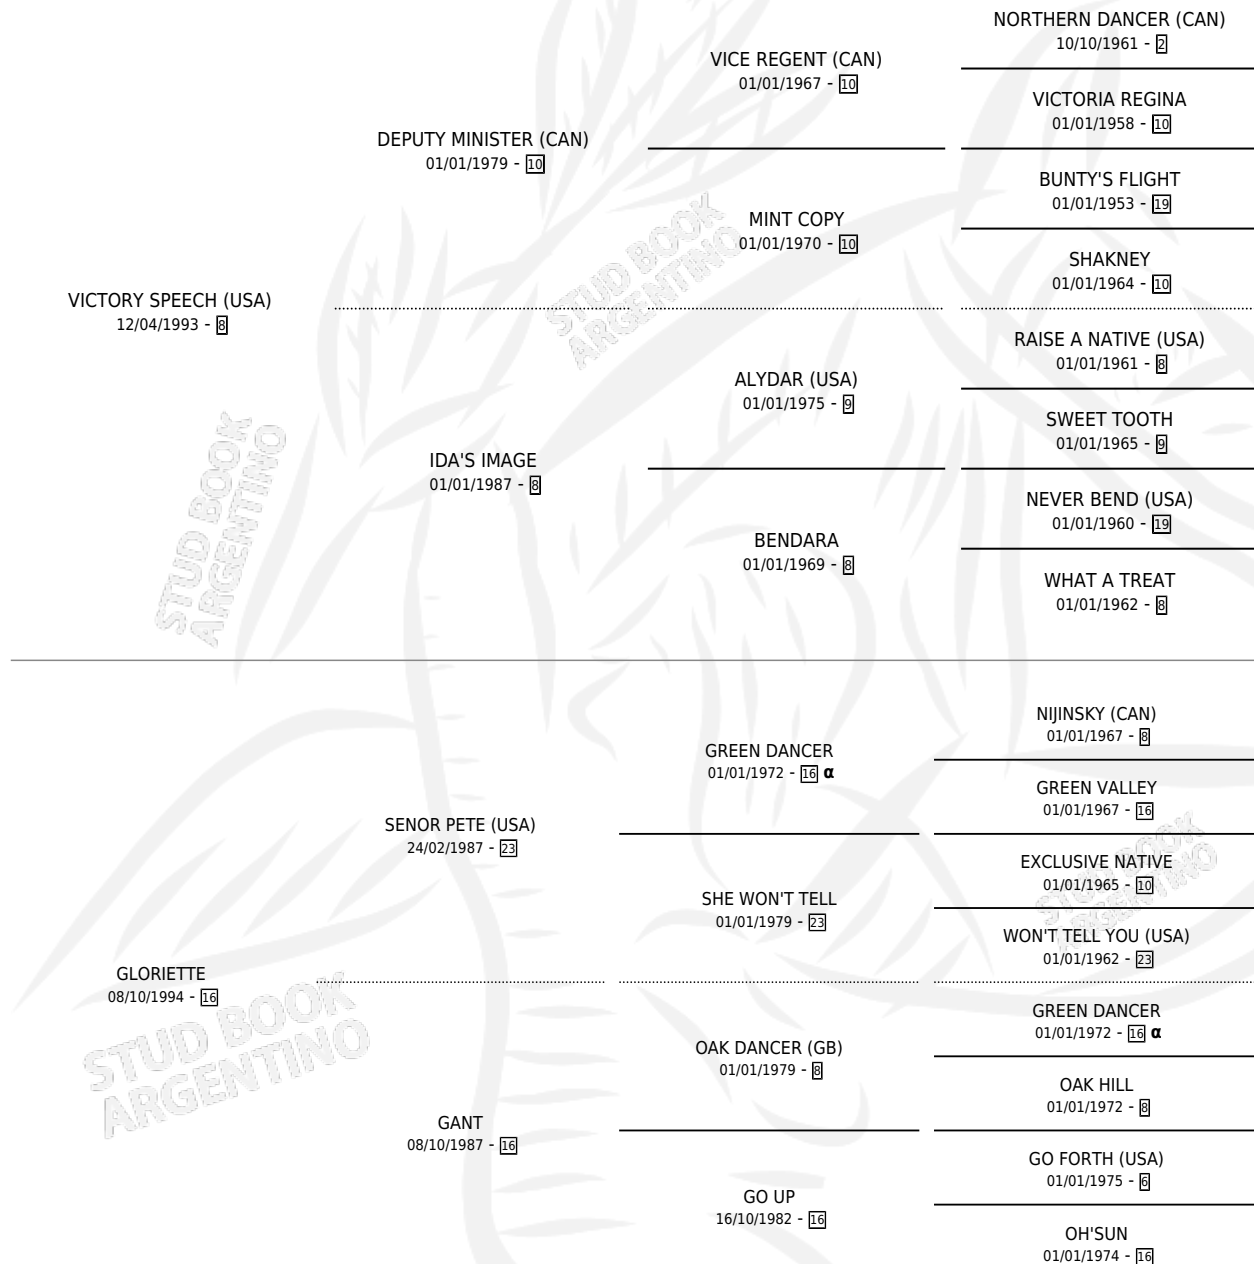 NORTHERN DANCER (CAN)
10/10/1961 - 2
VICE REGENT (CAN)
01/01/1967 - 10
VICTORIA REGINA
01/01/1958 - 10
DEPUTY MINISTER (CAN)
01/01/1979 - 10
BUNTY'S FLIGHT
01/01/1953 - 19
MINT COPY
01/01/1970 - 10
SHAKNEY
01/01/1964 - 10
VICTORY SPEECH (USA)
12/04/1993 - 8
RAISE A NATIVE (USA)
01/01/1961 - 8
ALYDAR (USA)
01/01/1975 - 9
SWEET TOOTH
01/01/1965 - 9
IDA'S IMAGE
01/01/1987 - 8
NEVER BEND (USA)
01/01/1960 - 19
BENDARA
01/01/1969 - 8
WHAT A TREAT
01/01/1962 - 8
NIJINSKY (CAN)
01/01/1967 - 8
GREEN DANCER
01/01/1972 - 16 α
GREEN VALLEY
01/01/1967 - 16
SENOR PETE (USA)
24/02/1987 - 23
EXCLUSIVE NATIVE
01/01/1965 - 10
SHE WON'T TELL
01/01/1979 - 23
WON'T TELL YOU (USA)
01/01/1962 - 23
GLORIETTE
08/10/1994 - 16
GREEN DANCER
01/01/1972 - 16 α
OAK DANCER (GB)
01/01/1979 - 8
OAK HILL
01/01/1972 - 8
GANT
08/10/1987 - 16
GO FORTH (USA)
01/01/1975 - 6
GO UP
16/10/1982 - 16
OH'SUN
01/01/1974 - 16
STUD BOOK
ARGENTINO
STUD BOOK
ARGENTINO
STUD BOOK
ARGENTINO
STUD BOOK
ARGENTINO